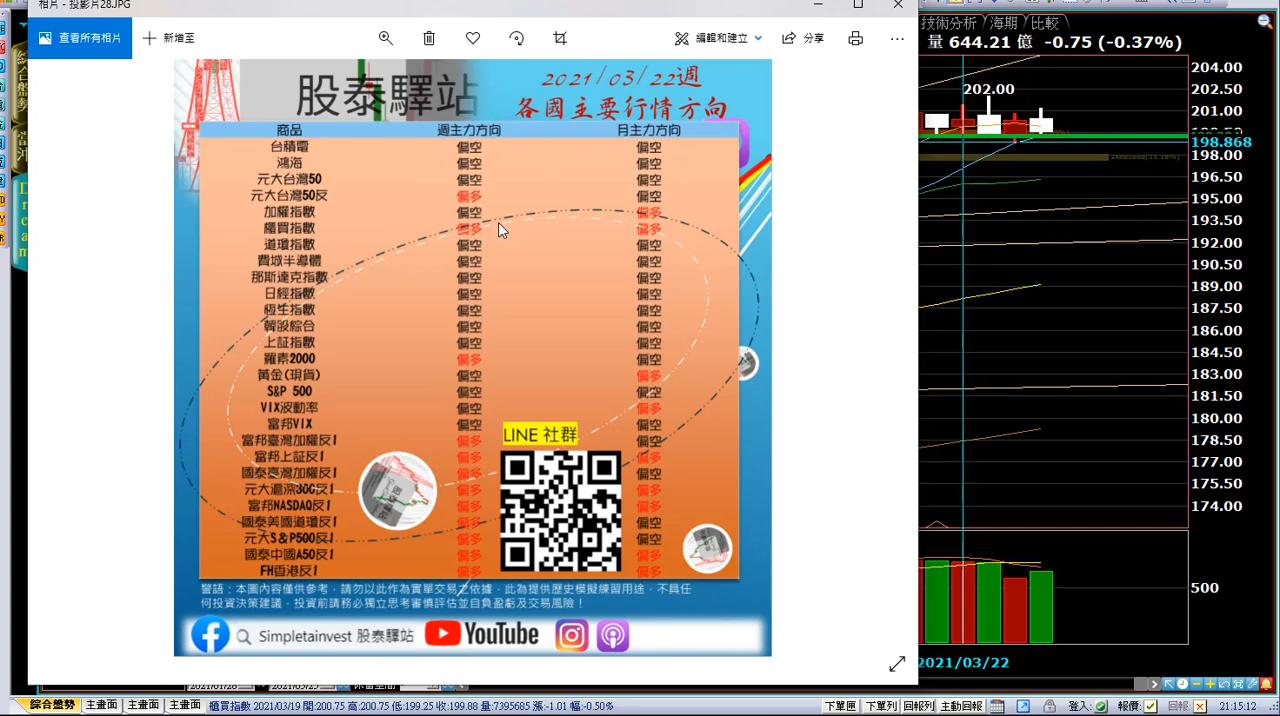 相片 - 投影片28.JPG
查看所有相片
新增至
編輯和建立
分享
股泰驛站
2021/03/22週
各國主要行情方向
商品 週主力方向 月主力方向
台積電 偏空 偏空
鴻海 偏空 偏空
元大台灣50 偏空 偏空
元大台灣50反 偏多 偏空
加權指數 偏空 偏多
櫃買指數 偏多 偏多
道瓊指數 偏空 偏空
費城半導體 偏空 偏空
那斯達克指數 偏空 偏空
日經指數 偏空 偏空
恆生指數 偏空 偏空
韓股綜合 偏空 偏空
上証指數 偏空 偏空
羅素2000 偏多 偏空
黃金(現貨) 偏空 偏多
S&P 500 偏空 偏空
VIX波動率 偏空 偏多
富邦VIX 偏空 偏空
富邦臺灣加權反1 偏多 偏空
富邦上証反1 偏多 偏多
國泰臺灣加權反1 偏多 偏空
元大滬深300反1 偏多 偏多
富邦NASDAQ反1 偏多 偏多
國泰美國道瓊反1 偏多 偏空
元大S&P500反1 偏多 偏空
國泰中國A50反1 偏多 偏多
FH香港反1 偏多 偏多
LINE 社群
警語：本圖內容僅供參考，請勿以此作為實單交易之依據，此為提供歷史模擬練習用途，不具任
何投資決策建議，投資前請務必獨立思考審慎評估並自負盈虧及交易風險！
Simpletainvest 股泰驛站
YouTube
技術分析 海期 比較
量 644.21 億 -0.75 (-0.37%)
202.00
204.00
202.50
201.00
198.868
198.00
196.50
195.00
193.50
192.00
190.50
189.00
187.50
186.00
184.50
183.00
181.50
180.00
178.50
177.00
175.50
174.00
500
2021/03/22
綜合盤勢 主畫面 主畫面 主畫面
櫃買指數 2021/03/19 開:200.75 高:200.75 低:199.25 收:199.88 量:7395685 漲:-1.01 幅:-0.50%
下單匣 下單列 回報列 主動回報 登入: 報價: 回報 21:15:12